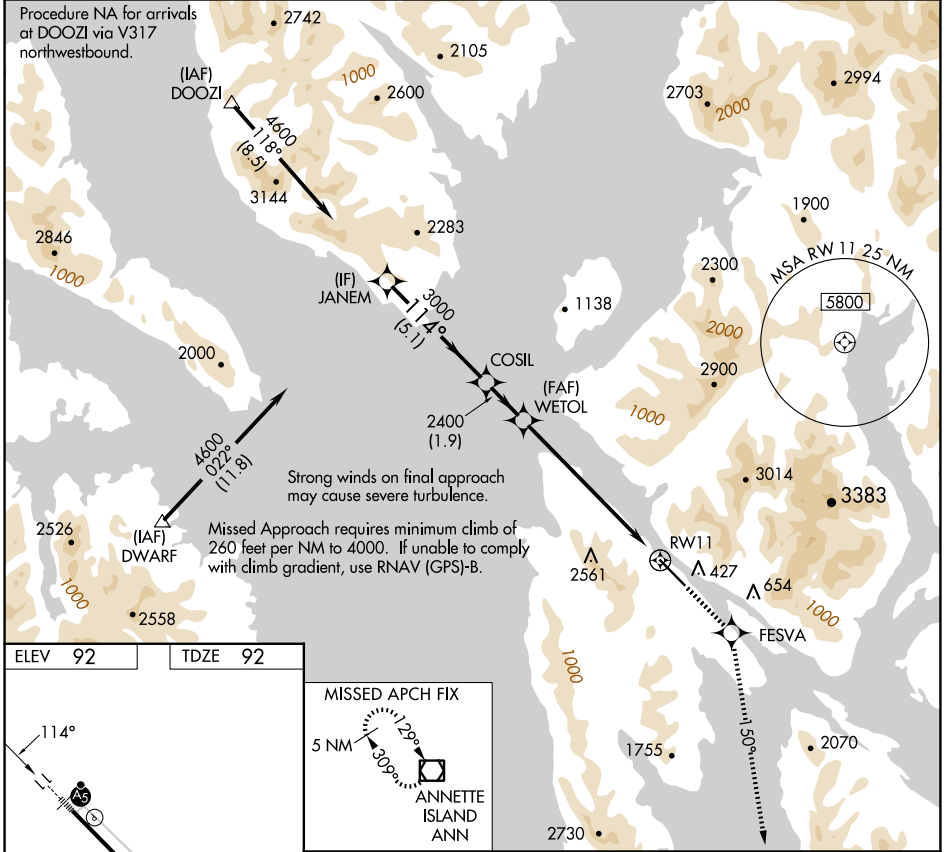 Procedure NA for arrivals
at DOOZI via V317
northwestbound.
2742
2105
(IAF)
DOOZI
1000
2600
2703
2000
2994
4600
118°
(8.5)
3144
2283
1900
2846
1000
(IF)
JANEM
3000
114°
(5.1)
1138
2300
MSA RW 11 25 NM
5800
2000
COSIL
2000
2900
(FAF)
WETOL
1000
2400
(1.9)
4600
022°
(11.8)
Strong winds on final approach
may cause severe turbulence.
3014
3383
Missed Approach requires minimum climb of
260 feet per NM to 4000. If unable to comply
with climb gradient, use RNAV (GPS)-B.
2526
(IAF)
DWARF
1000
2558
2561
RW11
427
654
1000
FESVA
ELEV 92
TDZE 92
1000
114°
A5
P
MISSED APCH FIX
5 NM
129°
309°
ANNETTE
ISLAND
ANN
150°
1755
2070
2730